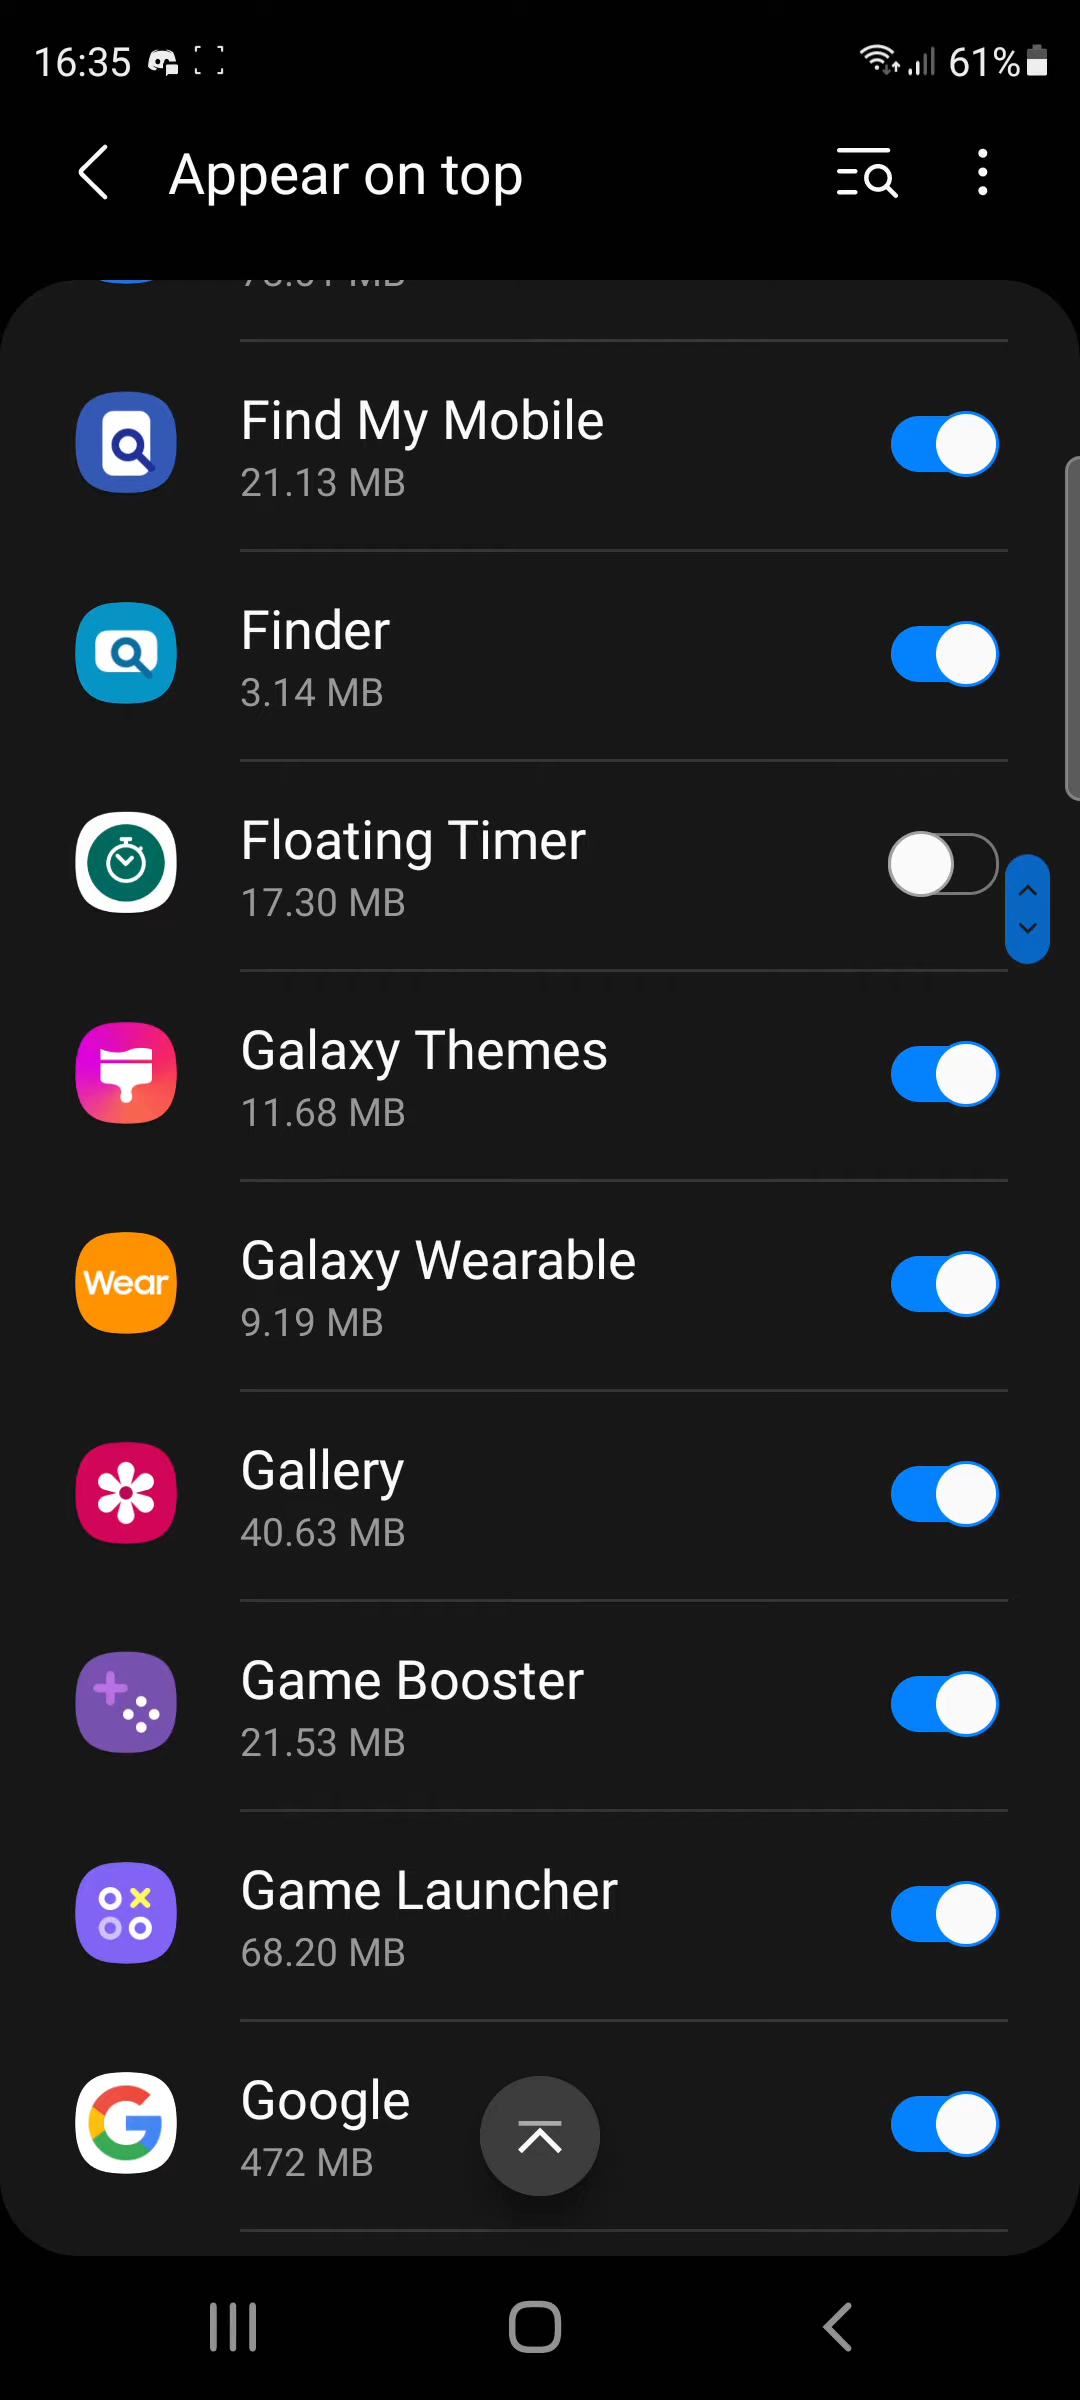 16:35
61%
Appear on top
Find My Mobile
21.13 MB
Finder
3.14 MB
Floating Timer
17.30 MB
Galaxy Themes
11.68 MB
Wear
Galaxy Wearable
9.19 MB
Gallery
40.63 MB
Game Booster
21.53 MB
Game Launcher
68.20 MB
Google
472 MB